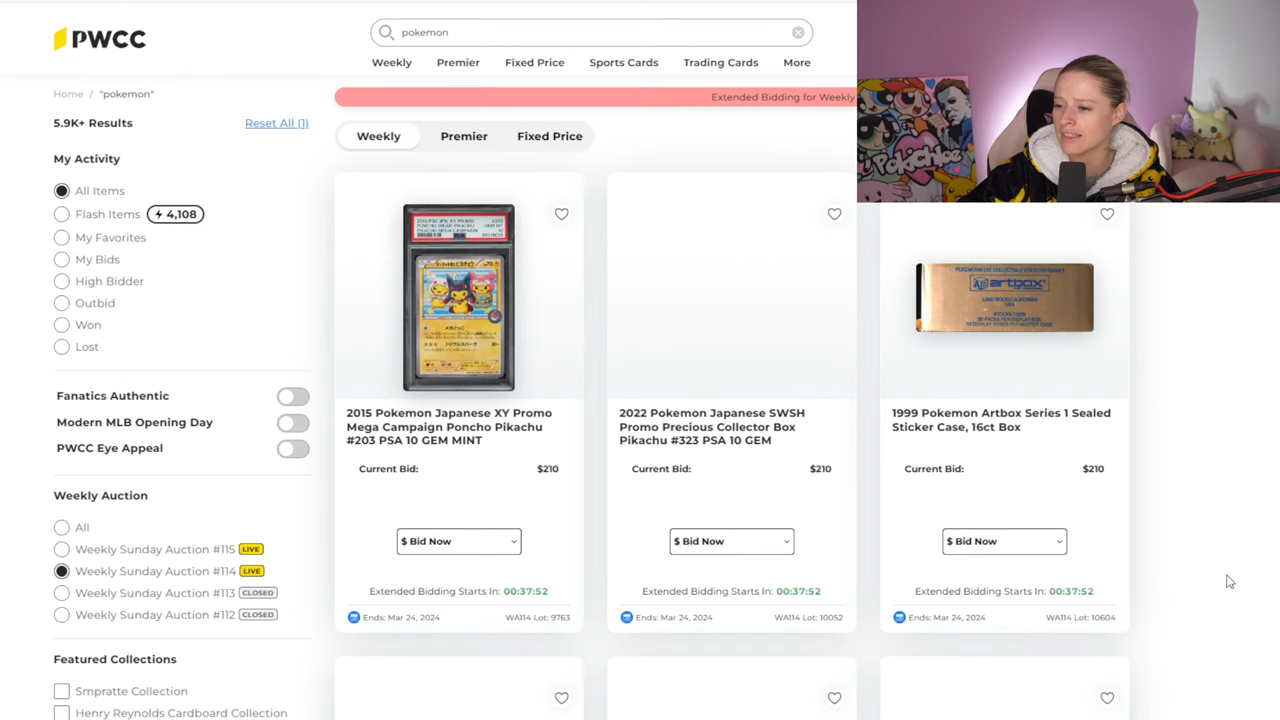 PWCC
pokemon
Weekly
Premier
Fixed Price
Sports Cards
Trading Cards
More
Home / "pokemon"
5.9K+ Results
Reset All (1)
My Activity
All Items
Flash Items
4,108
My Favorites
My Bids
High Bidder
Outbid
Won
Lost
Fanatics Authentic
Modern MLB Opening Day
PWCC Eye Appeal
Weekly Auction
All
Weekly Sunday Auction #115 LIVE
Weekly Sunday Auction #114 LIVE
Weekly Sunday Auction #113 CLOSED
Weekly Sunday Auction #112 CLOSED
Featured Collections
Smpratte Collection
Henry Reynolds Cardboard Collection
Extended Bidding for Weekly
Weekly
Premier
Fixed Price
2015 Pokemon Japanese XY Promo
Mega Campaign Poncho Pikachu
#203 PSA 10 GEM MINT
Current Bid:
$210
$ Bid Now
Extended Bidding Starts In: 00:37:52
Ends: Mar 24, 2024
WA114 Lot: 9763
2022 Pokemon Japanese SWSH
Promo Precious Collector Box
Pikachu #323 PSA 10 GEM
Current Bid:
$210
$ Bid Now
Extended Bidding Starts In: 00:37:52
Ends: Mar 24, 2024
WA114 Lot: 10052
artbox
LAKE WOOD CALIFORNIA
USA
1999 Pokemon Artbox Series 1 Sealed
Sticker Case, 16ct Box
Current Bid:
$210
$ Bid Now
Extended Bidding Starts In: 00:37:52
Ends: Mar 24, 2024
WA114 Lot: 10604
Pokichloe